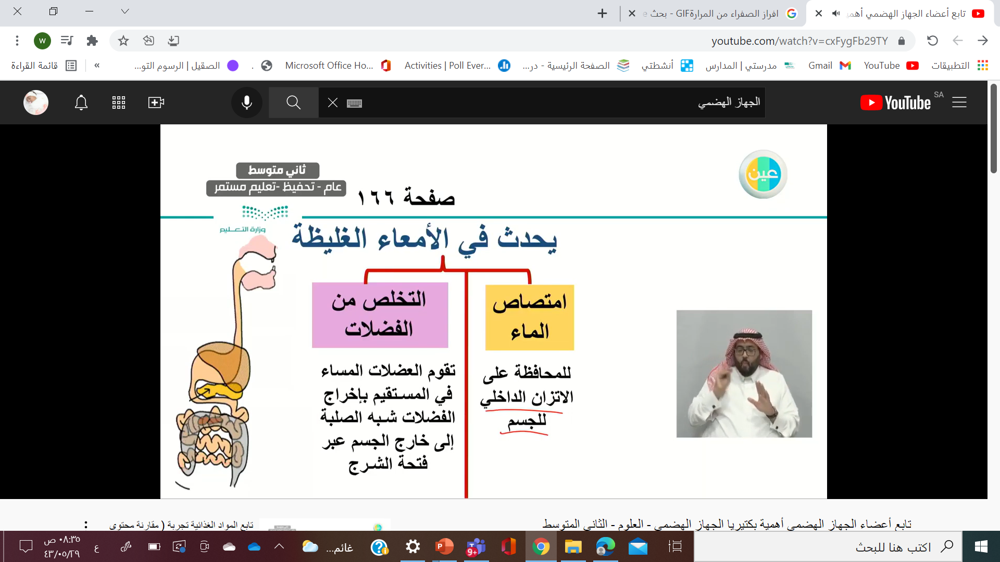 تابع أعضاء الجهاز الهضمي أهمي
افراز الصفراء من المرارةGIF - بحث
youtube.com/watch?v=cxFygFb29TY
W
التطبيقات
YouTube
Gmail
مدرستي | المدارس
أنشطتي
الصفحة الرئيسية - در...
Activities | Poll Ever...
Microsoft Office Ho...
.
الصقيل | الرسوم التو...
»
قائمة القراءة
YouTube SA
الجهاز الهضمي
عين
ثاني متوسط
عام - تحفيظ -تعليم مستمر
صفحة ١٦٦
وزارة التعليم
يحدث في الأمعاء الغليظة
امتصاص
الماء
للمحافظة على
الاتزان الداخلي
للجسم
التخلص من
الفضلات
تقوم العضلات المساء
في المستقيم بإخراج
الفضلات شبه الصلبة
إلى خارج الجسم عبر
فتحة الشرج
تابع أعضاء الجهاز الهضمي أهمية بكتيريا الجهاز الهضمي - العلوم - الثاني المتوسط
تابع المواد الغذائية تجربة ( مقارنة محتوى
اكتب هنا للبحث
9+
غائم...
ع
٠٨:٣٥ ص
٤٣/٠٥/٢٩